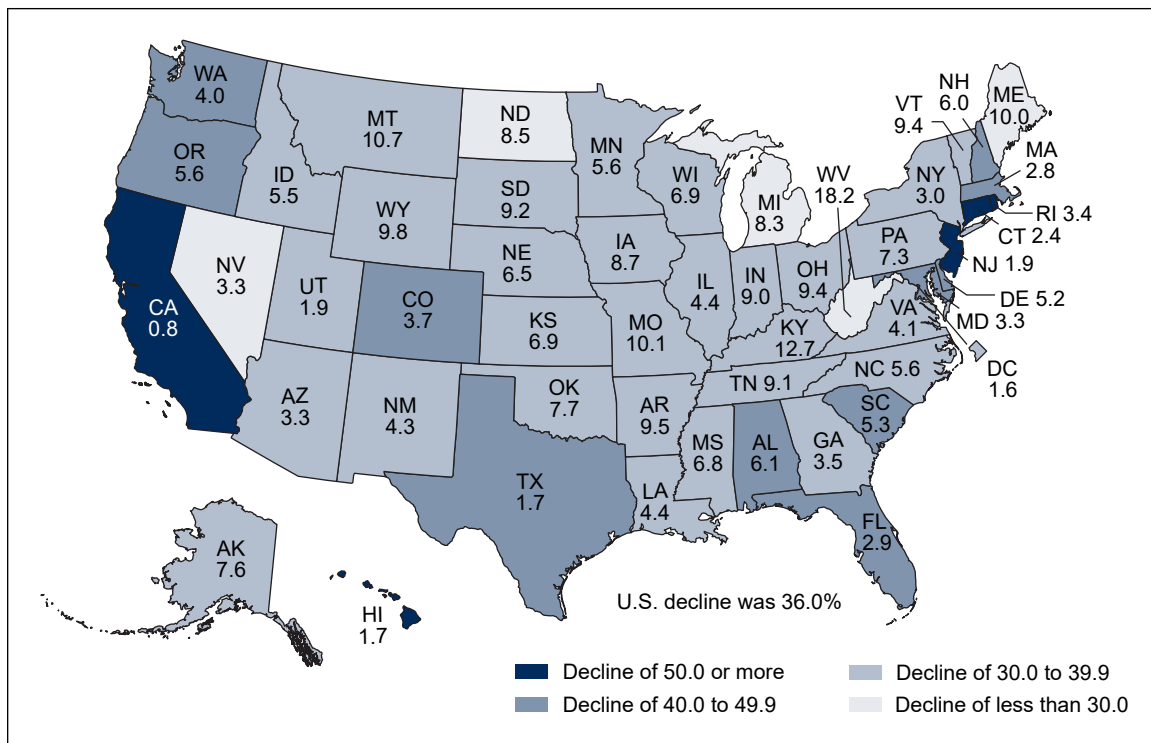 WA
4.0
MT
10.7
ND
8.5
MN
5.6
VT
9.4
NH
6.0
ME
10.0
OR
5.6
ID
5.5
SD
9.2
WI
6.9
MI
8.3
WV
18.2
NY
3.0
MA
2.8
RI 3.4
CT 2.4
WY
9.8
NE
6.5
IA
8.7
PA
7.3
NJ 1.9
NV
3.3
UT
1.9
CO
3.7
KS
6.9
MO
10.1
IL
4.4
IN
9.0
OH
9.4
DE 5.2
MD 3.3
CA
0.8
KY
12.7
VA
4.1
DC
1.6
AZ
3.3
NM
4.3
OK
7.7
AR
9.5
TN 9.1
NC 5.6
SC
5.3
TX
1.7
LA
4.4
MS
6.8
AL
6.1
GA
3.5
FL
2.9
AK
7.6
HI
1.7
U.S. decline was 36.0%
Decline of 50.0 or more
Decline of 30.0 to 39.9
Decline of 40.0 to 49.9
Decline of less than 30.0